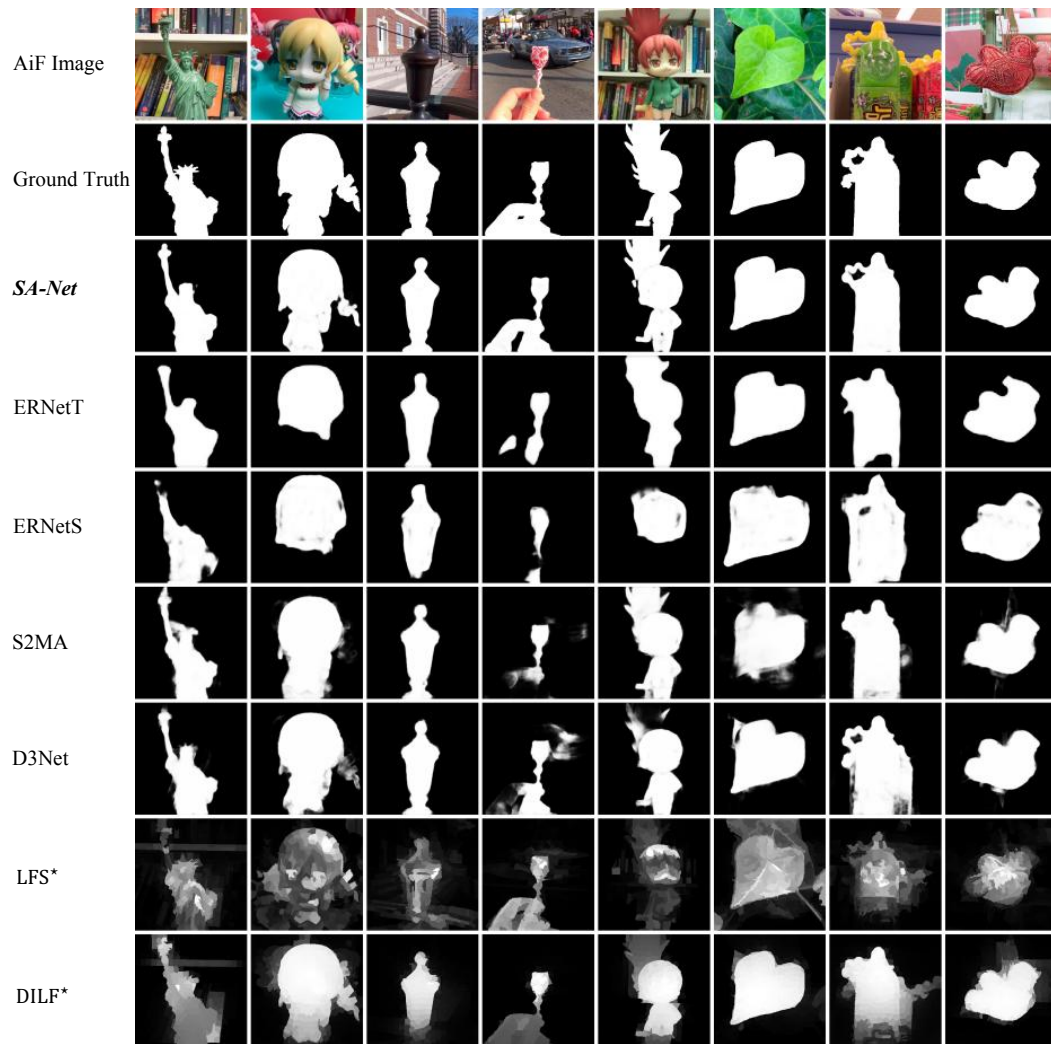 AiF Image
Ground Truth
SA-Net
ERNetT
ERNetS
S2MA
D3Net
LFS★
DILF★